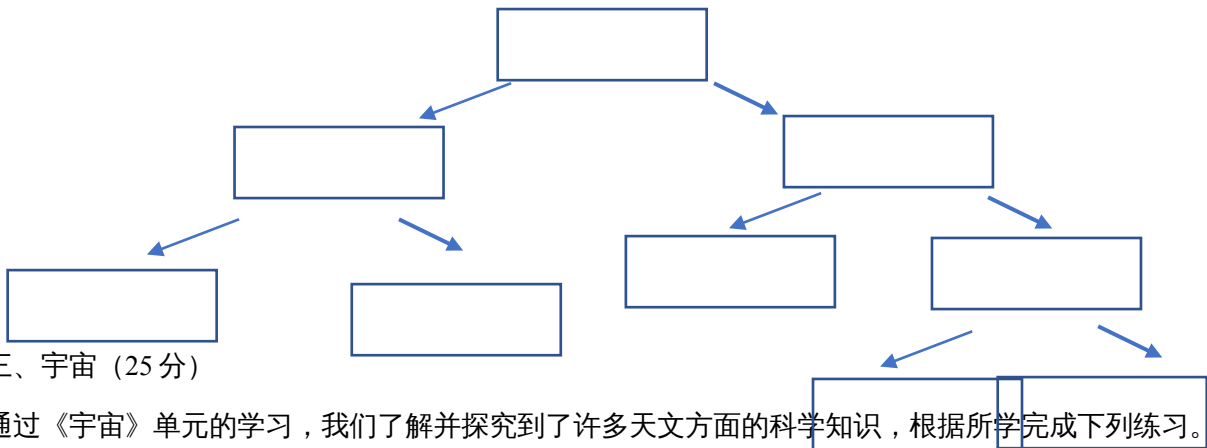 三、宇宙（25分）
通过《宇宙》单元的学习，我们了解并探究到了许多天文方面的科学知识，根据所学完成下列练习。